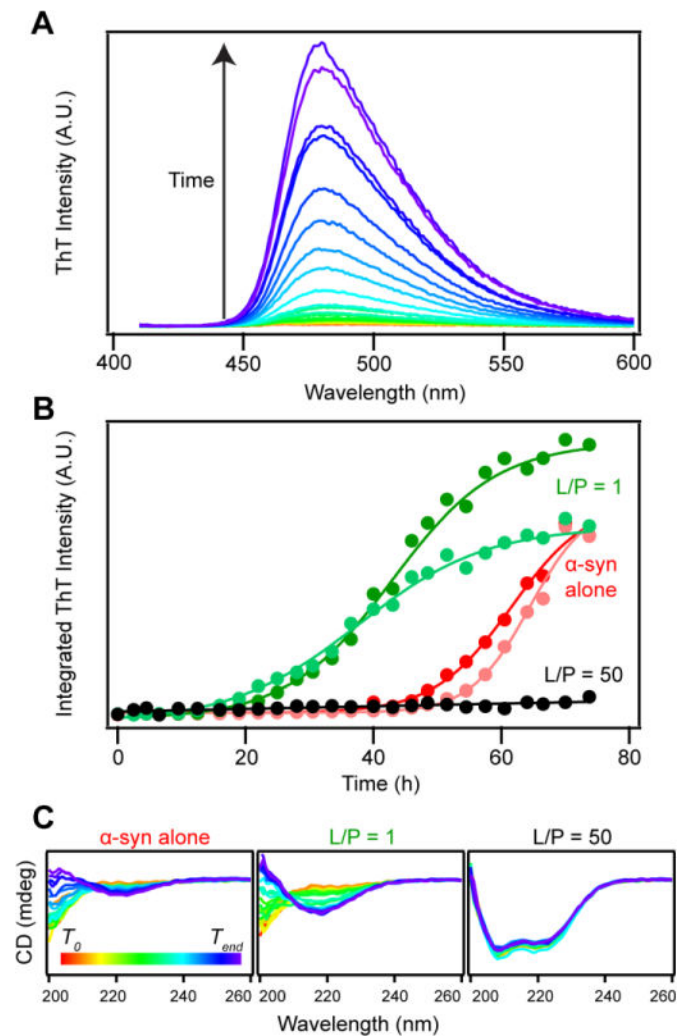 A
ThT Intensity (A.U.)
Time
400 450 500 550 600
Wavelength (nm)
B
Integrated ThT Intensity (A.U.)
L/P = 1
α-syn
alone
L/P = 50
0 20 40 60 80
Time (h)
C
α-syn alone L/P = 1 L/P = 50
CD (mdeg)
T0 Tend
200 220 240 260 200 220 240 260 200 220 240 260
Wavelength (nm)